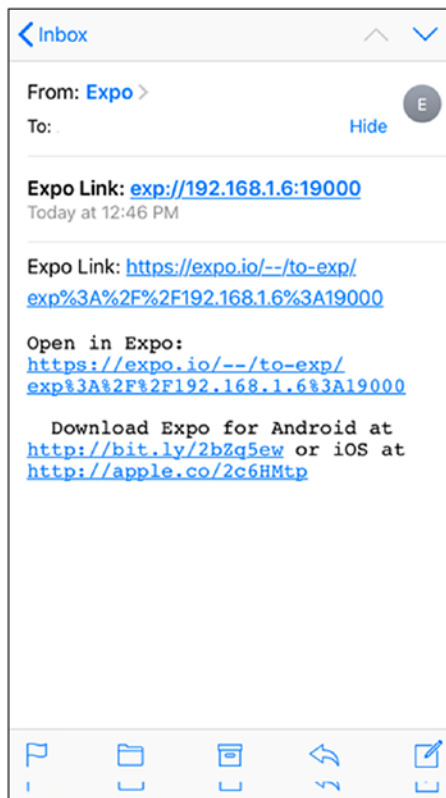 Inbox
From: Expo
E
To:
Hide
Expo Link: exp://192.168.1.6:19000
Today at 12:46 PM
Expo Link: https://expo.io/--/to-exp/
exp%3A%2F%2F192.168.1.6%3A19000
Open in Expo:
https://expo.io/--/to-exp/
exp%3A%2F%2F192.168.1.6%3A19000
Download Expo for Android at
http://bit.ly/2bZq5ew or iOS at
http://apple.co/2c6HMtp